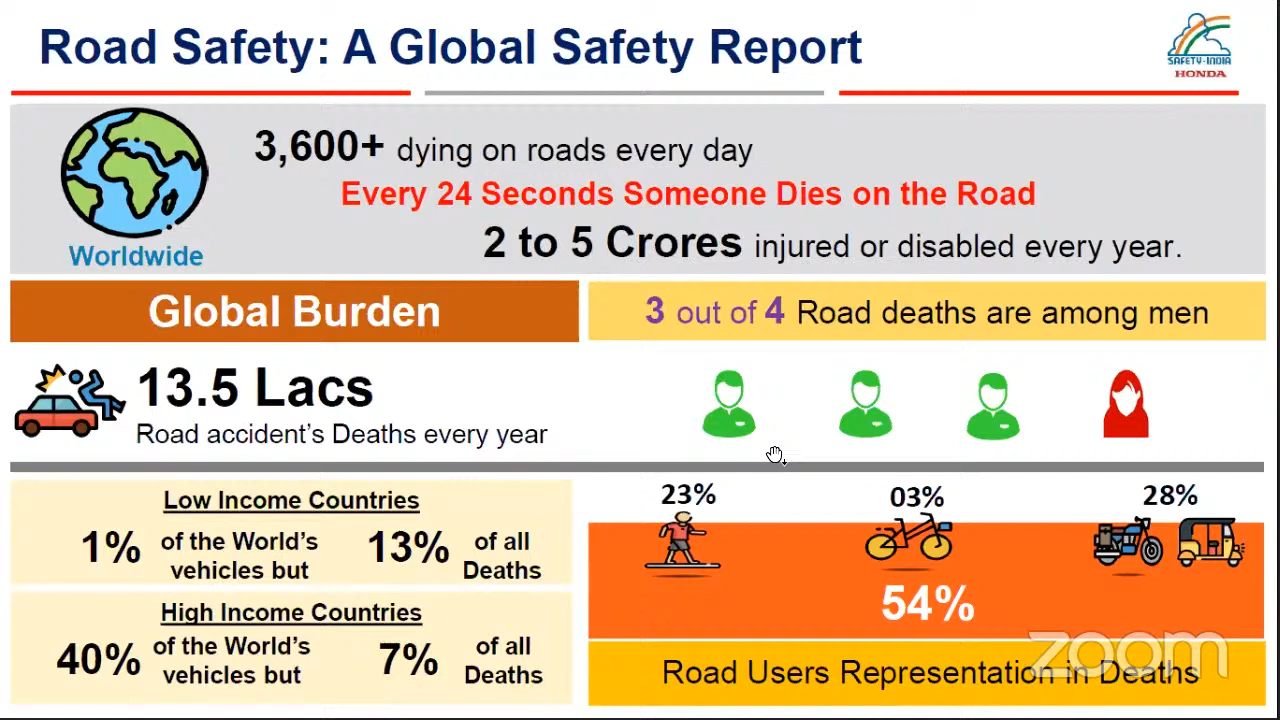 Road Safety: A Global Safety Report
SAFETY-INDIA
HONDA
3,600+ dying on roads every day
Every 24 Seconds Someone Dies on the Road
2 to 5 Crores injured or disabled every year.
Worldwide
Global Burden
3 out of 4 Road deaths are among men
13.5 Lacs
Road accident's Deaths every year
Low Income Countries
1% of the World's vehicles but 13% of all Deaths
High Income Countries
40% of the World's vehicles but 7% of all Deaths
23% 03% 28%
54%
Road Users Representation in Deaths
zoom